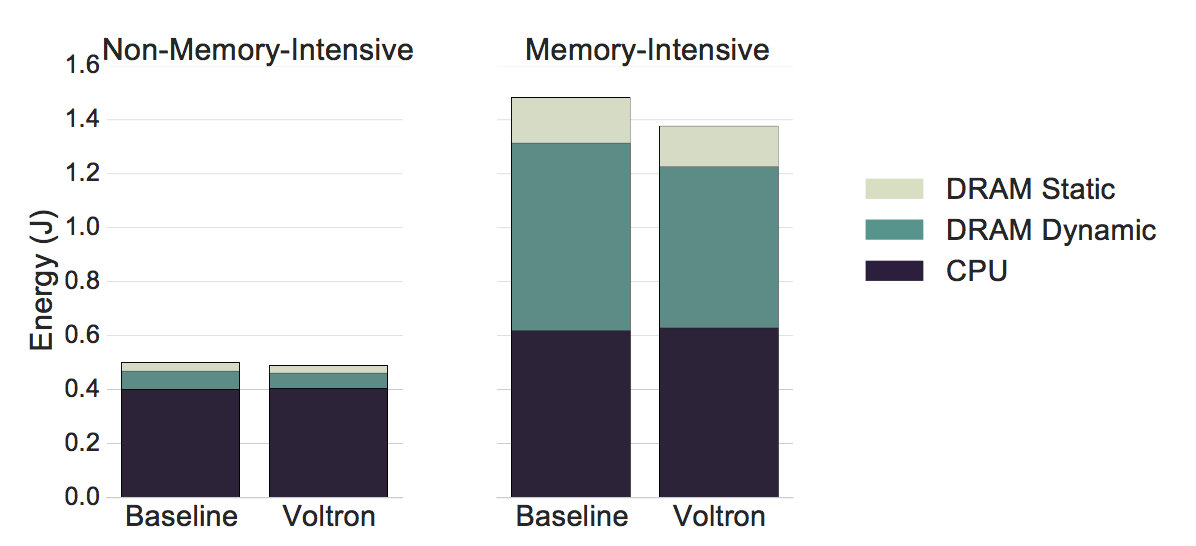 Non-Memory-Intensive
Memory-Intensive
1.6
1.4
1.2
1.0
0.8
0.6
0.4
0.2
0.0
Energy (J)
Baseline
Voltron
Baseline
Voltron
DRAM Static
DRAM Dynamic
CPU